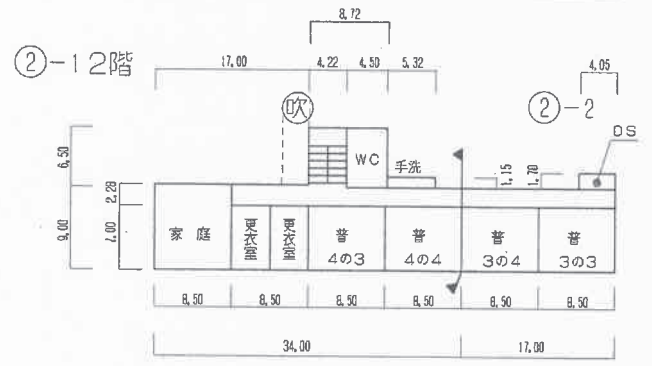 8,72
②-1 2階
17,00
4,22
4,50
5,32
4,05
吹
②-2
DS
6,50
WC
手洗
1,15
1,70
2,20
9,00
7,00
家庭
更衣室
更衣室
普
4の3
普
4の4
普
3の4
普
3の3
8,50
8,50
8,50
8,50
8,50
8,50
34,00
17,00